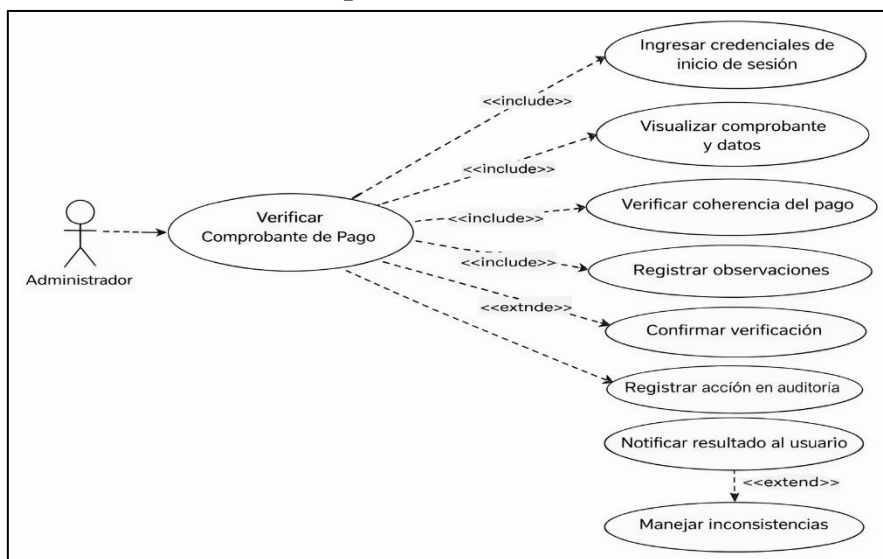 Ingresar credenciales de
inicio de sesión
<<include>>
Visualizar comprobante
y datos
<<include>>
Verificar coherencia del pago
<<include>>
Verificar
Comprobante de Pago
Administrador
<<include>>
Registrar observaciones
<<extnde>>
Confirmar verificación
Registrar acción en auditoría
Notificar resultado al usuario
<<extend>>
Manejar inconsistencias